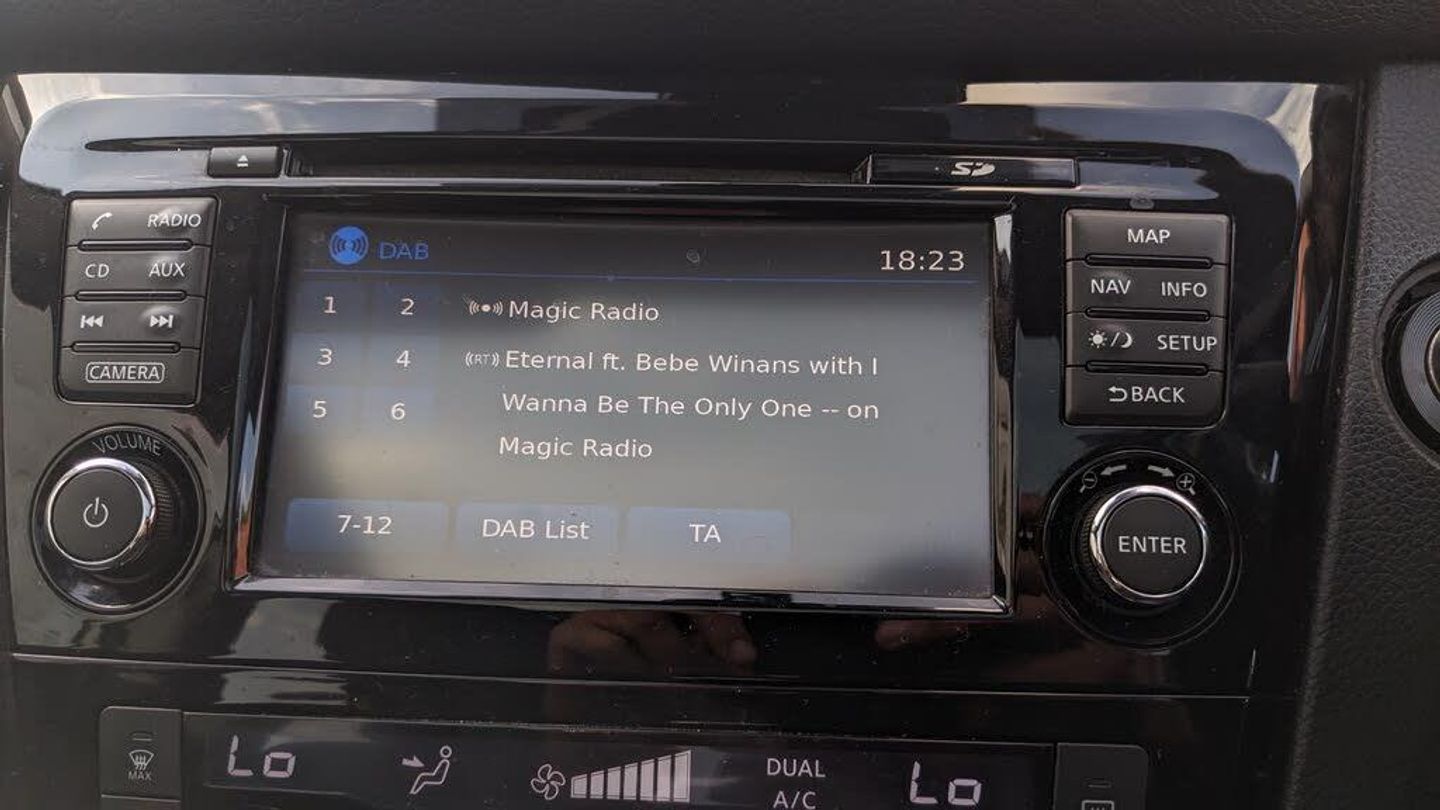 SD
RADIO
CD AUX
CAMERA
VOLUME
DAB 18:23
1 2 Magic Radio
3 4 (RT) Eternal ft. Bebe Winans with I
Wanna Be The Only One -- on
5 6
Magic Radio
7-12 DAB List TA
MAP
NAV INFO
SETUP
BACK
ENTER
MAX
Lo
DUAL
A/C
Lo